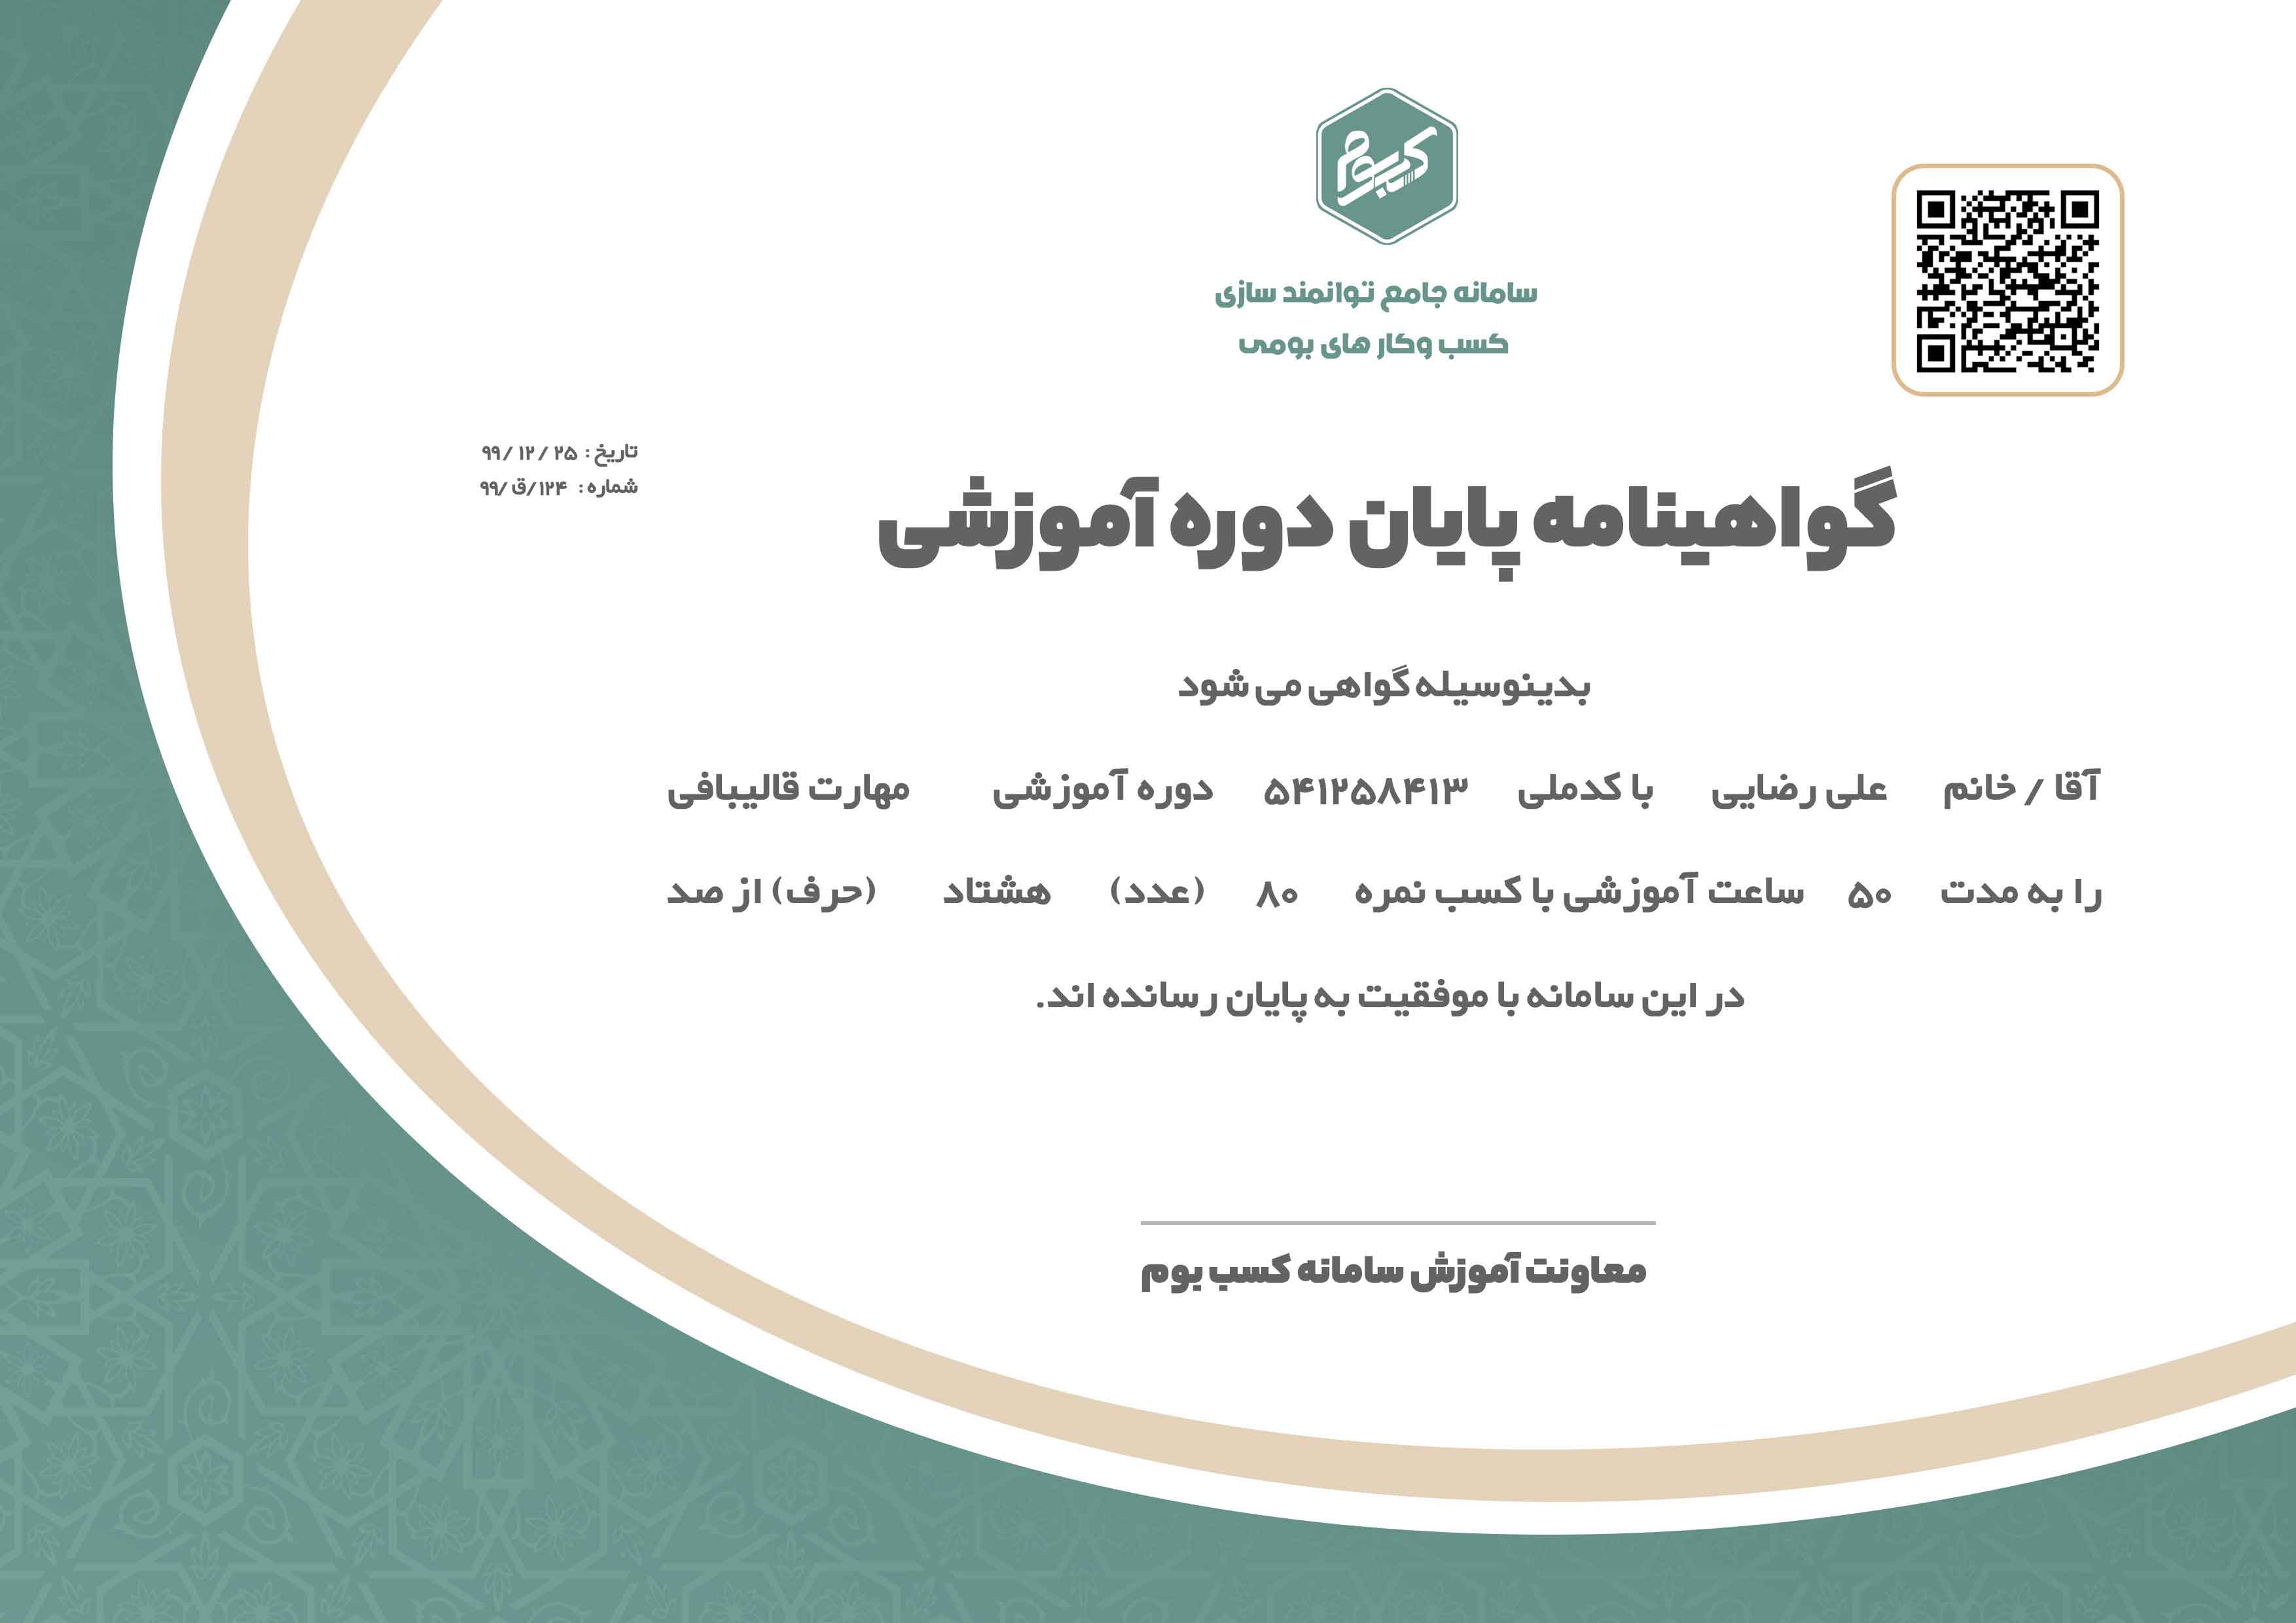 کسبوم
سامانه جامع توانمند سازی
کسب وکار های بومی
تاریخ : ۲۵ / ۱۲ / ۹۹
شماره : ۱۲۴/ق/۹۹
گواهینامه پایان دوره آموزشی
بدینوسیله گواهی می شود
آقا / خانم علی رضایی با کدملی ۵۴۱۲۵۸۴۱۳ دوره آموزشی مهارت قالیبافی
را به مدت ۵۰ ساعت آموزشی با کسب نمره ۸۰ (عدد) هشتاد (حرف) از صد
در این سامانه با موفقیت به پایان رسانده اند.
معاونت آموزش سامانه کسب بوم